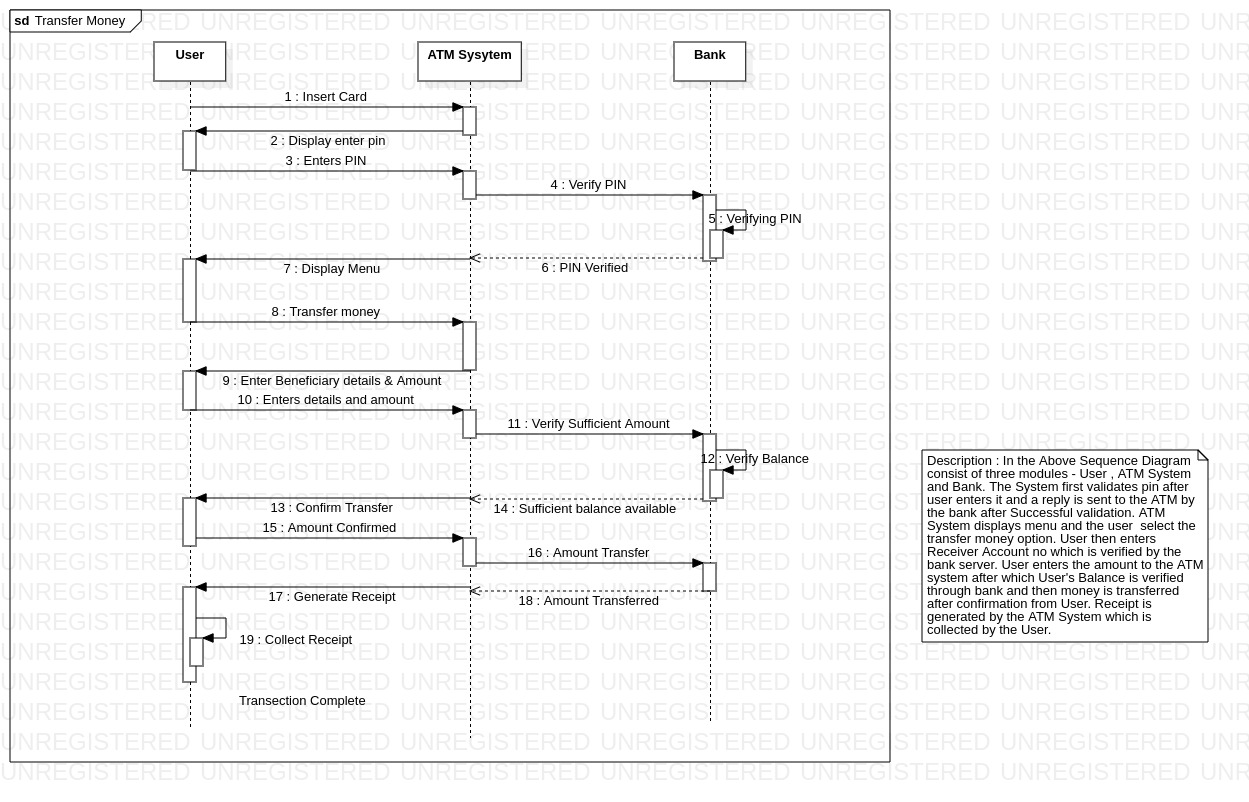 sd Transfer Money
User
ATM Sysytem
Bank
1 : Insert Card
2 : Display enter pin
3 : Enters PIN
4 : Verify PIN
5 : Verifying PIN
6 : PIN Verified
7 : Display Menu
8 : Transfer money
9 : Enter Beneficiary details & Amount
10 : Enters details and amount
11 : Verify Sufficient Amount
12 : Verify Balance
13 : Confirm Transfer
14 : Sufficient balance available
15 : Amount Confirmed
16 : Amount Transfer
17 : Generate Receipt
18 : Amount Transferred
19 : Collect Receipt
Transection Complete
Description : In the Above Sequence Diagram
consist of three modules - User , ATM System
and Bank. The System first validates pin after
user enters it and a reply is sent to the ATM by
the bank after Successful validation. ATM
System displays menu and the user  select the
transfer money option. User then enters
Receiver Account no which is verified by the
bank server. User enters the amount to the ATM
system after which User's Balance is verified
through bank and then money is transferred
after confirmation from User. Receipt is
generated by the ATM System which is
collected by the User.
UNREGISTERED